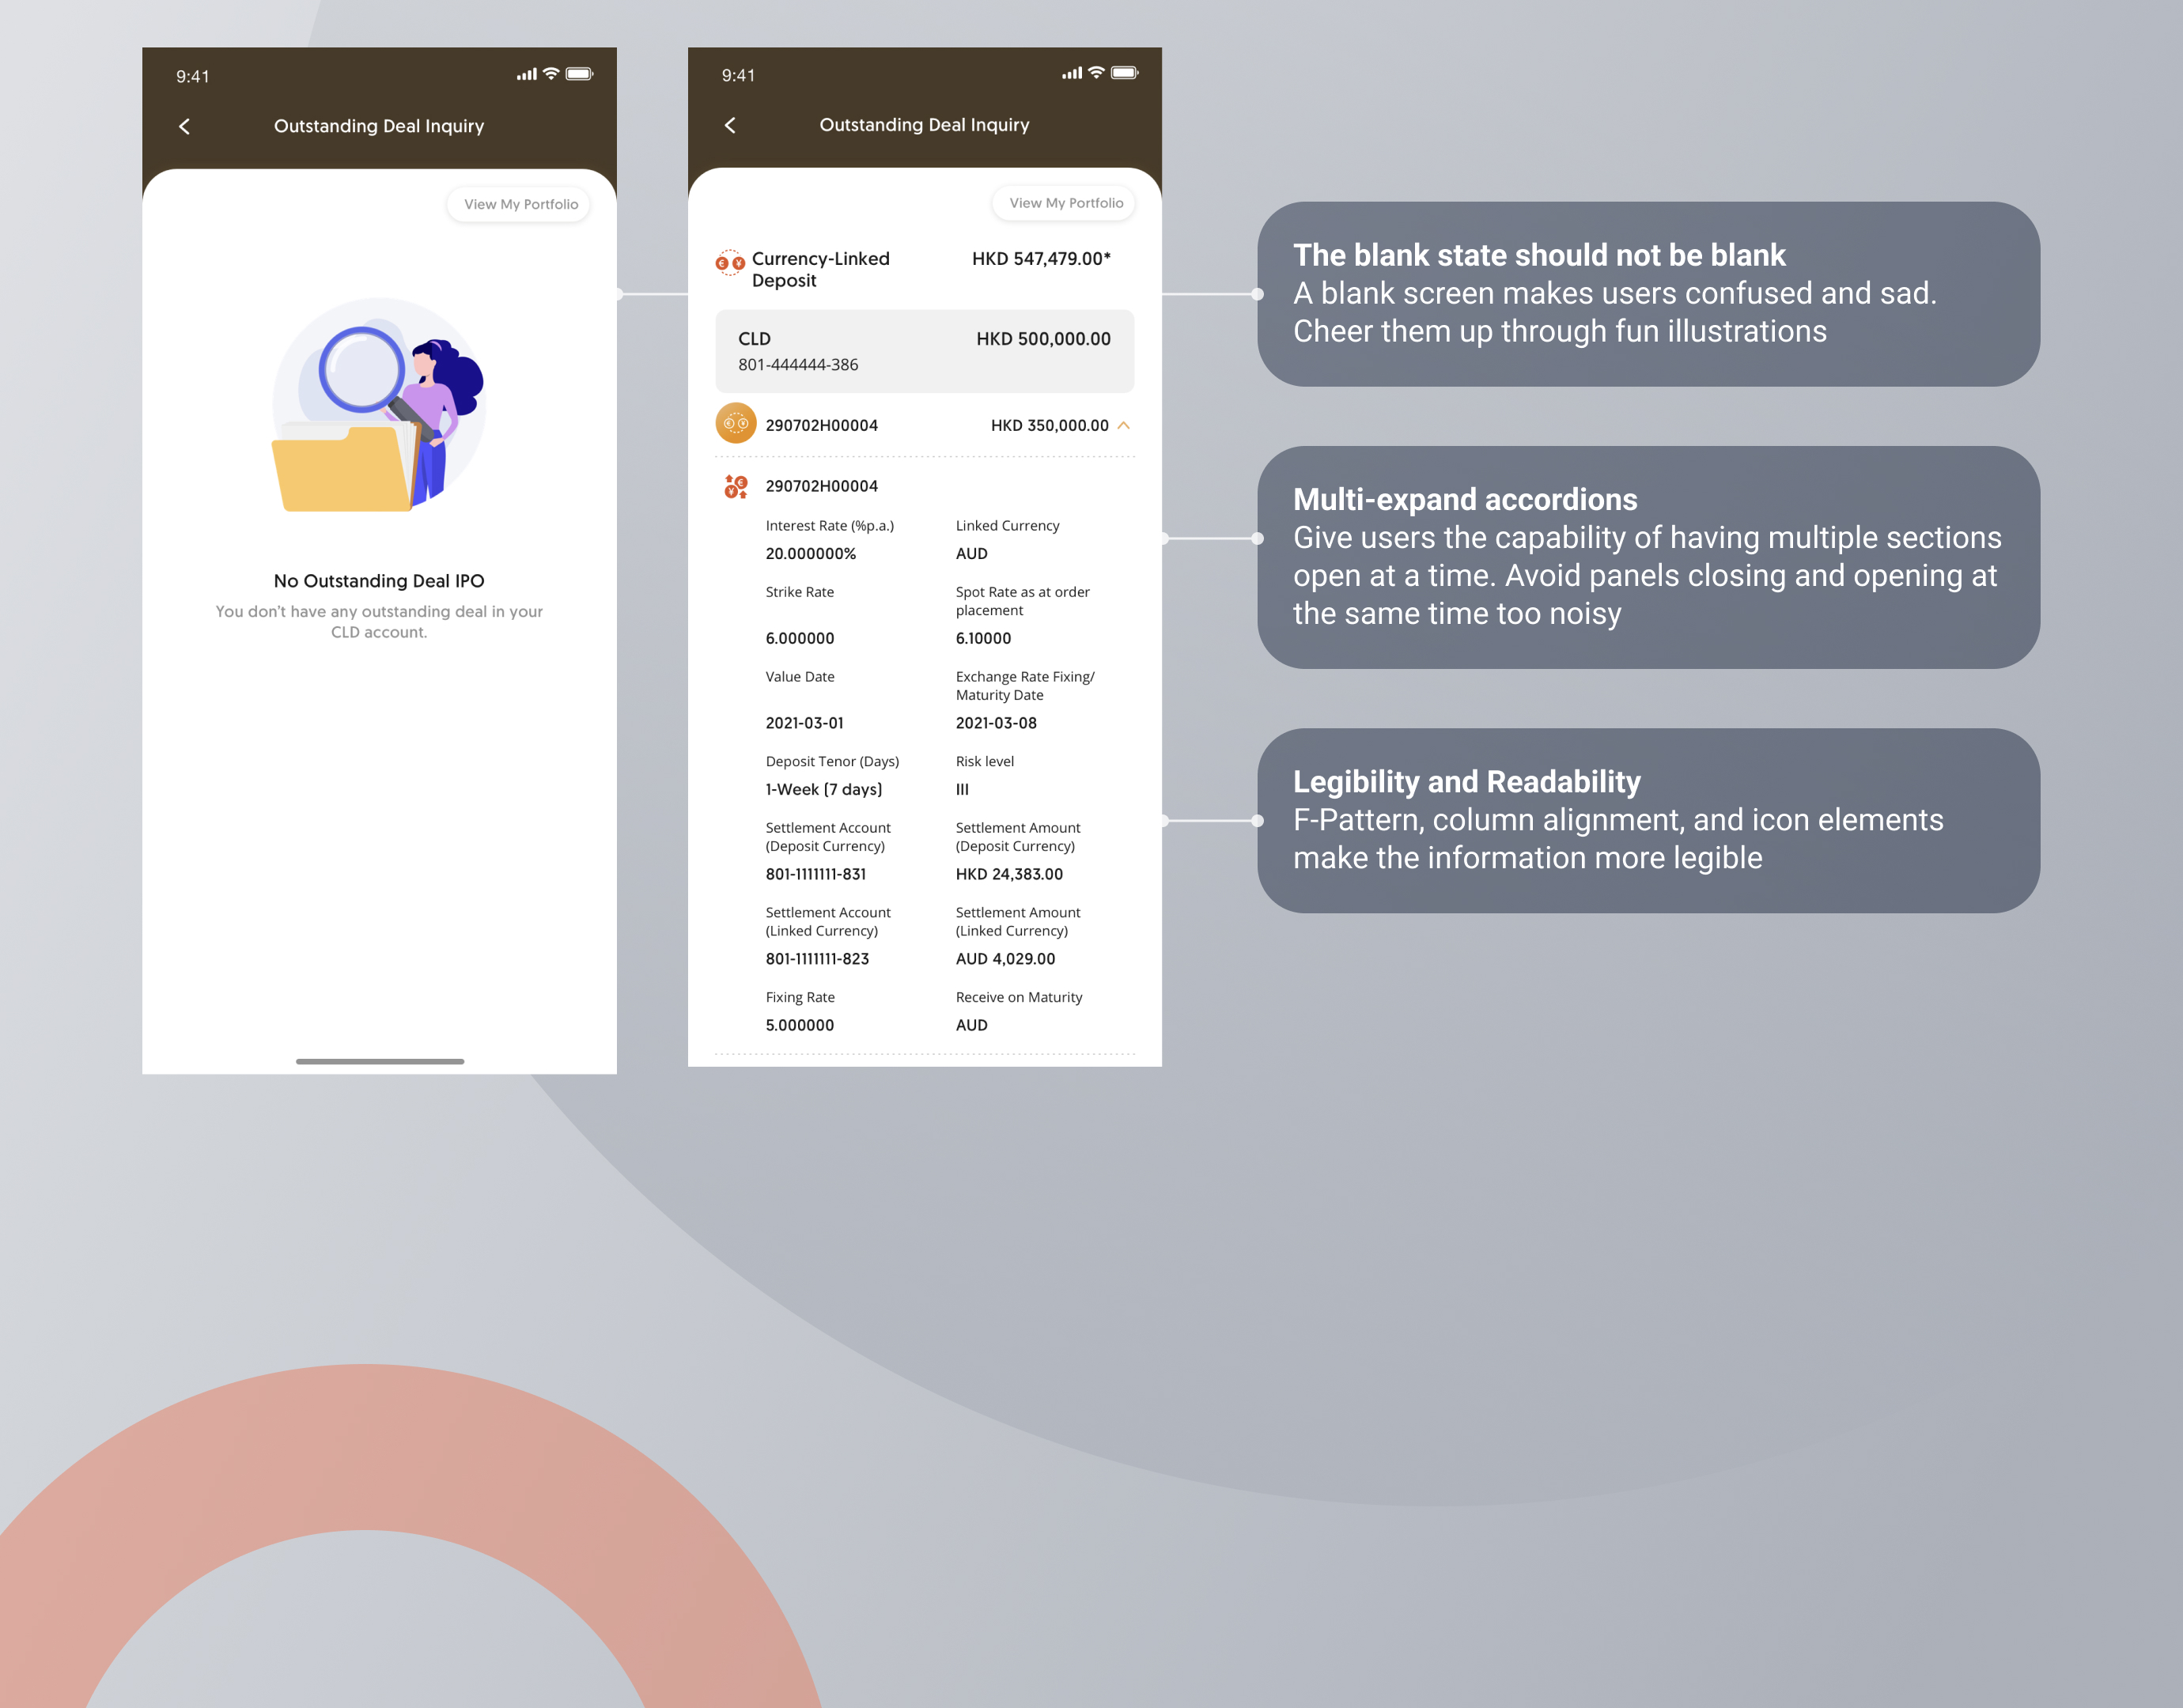 9:41
Outstanding Deal Inquiry
View My Portfolio
No Outstanding Deal IPO
You don't have any outstanding deal in your
CLD account.
9:41
Outstanding Deal Inquiry
View My Portfolio
Currency-Linked
Deposit
HKD 547,479.00*
CLD
HKD 500,000.00
801-444444-386
290702H00004
HKD 350,000.00
290702H00004
Interest Rate (%p.a.)
Linked Currency
20.000000%
AUD
Strike Rate
Spot Rate as at order
placement
6.000000
6.10000
Value Date
Exchange Rate Fixing/
Maturity Date
2021-03-01
2021-03-08
Deposit Tenor (Days)
Risk level
1-Week (7 days)
III
Settlement Account
(Deposit Currency)
Settlement Amount
(Deposit Currency)
801-1111111-831
HKD 24,383.00
Settlement Account
(Linked Currency)
Settlement Amount
(Linked Currency)
801-1111111-823
AUD 4,029.00
Fixing Rate
Receive on Maturity
5.000000
AUD
The blank state should not be blank
A blank screen makes users confused and sad.
Cheer them up through fun illustrations
Multi-expand accordions
Give users the capability of having multiple sections
open at a time. Avoid panels closing and opening at
the same time too noisy
Legibility and Readability
F-Pattern, column alignment, and icon elements
make the information more legible